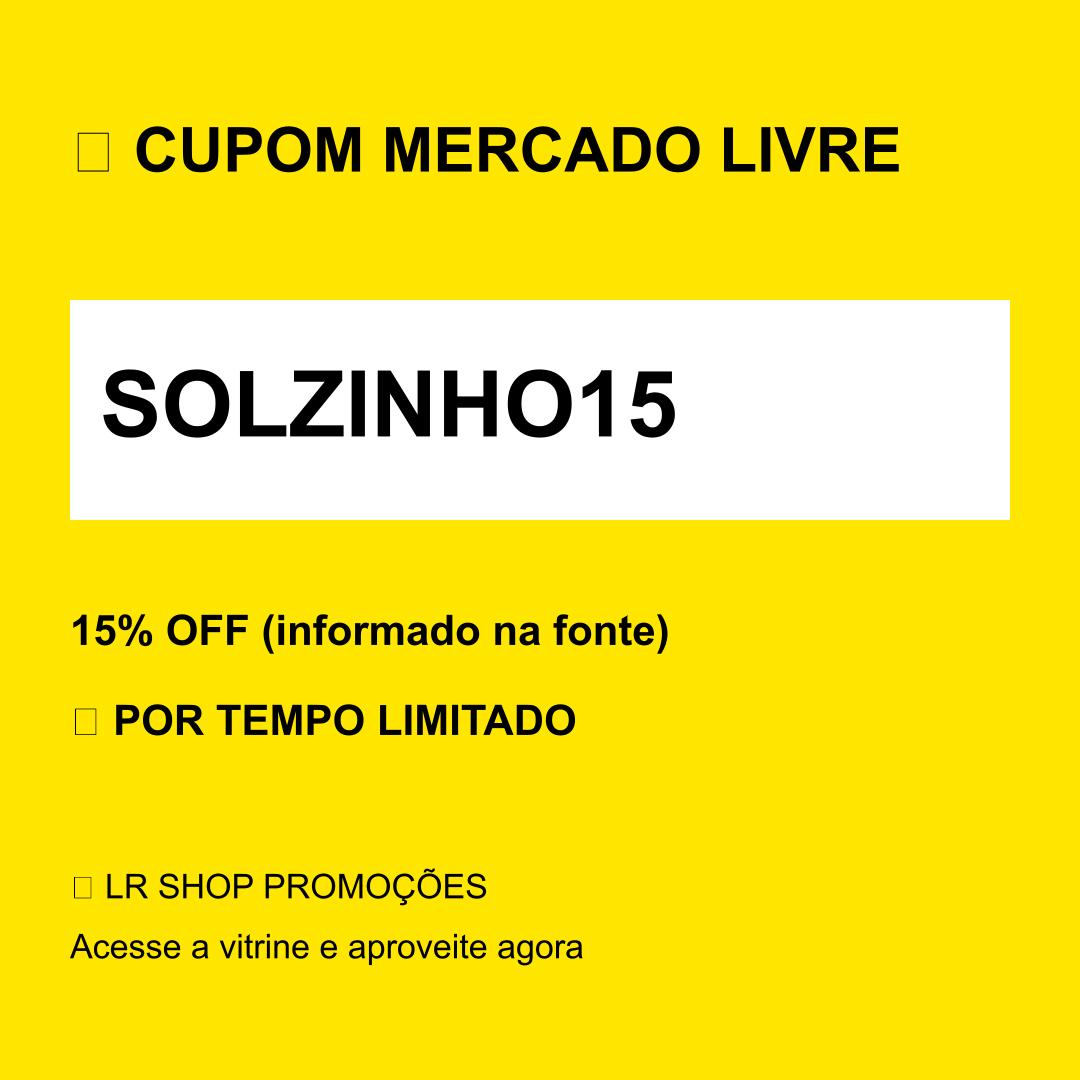 □ CUPOM MERCADO LIVRE
SOLZINHO15
15% OFF (informado na fonte)
□ POR TEMPO LIMITADO
□ LR SHOP PROMOÇÕES
Acesse a vitrine e aproveite agora